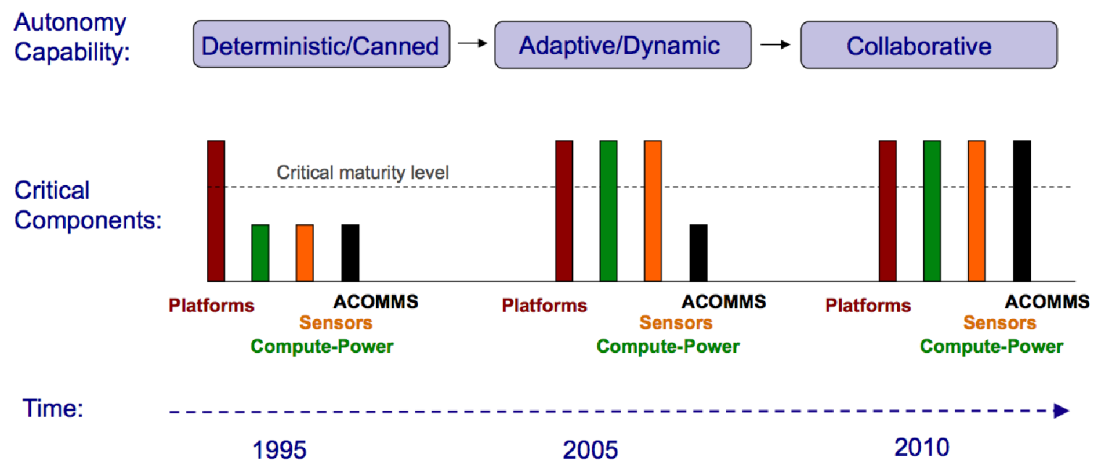 Autonomy
Capability:
Deterministic/Canned
Adaptive/Dynamic
Collaborative
Critical maturity level
Critical
Components:
Platforms
ACOMMS
Sensors
Compute-Power
Platforms
ACOMMS
Sensors
Compute-Power
Platforms
ACOMMS
Sensors
Compute-Power
Time:
1995
2005
2010